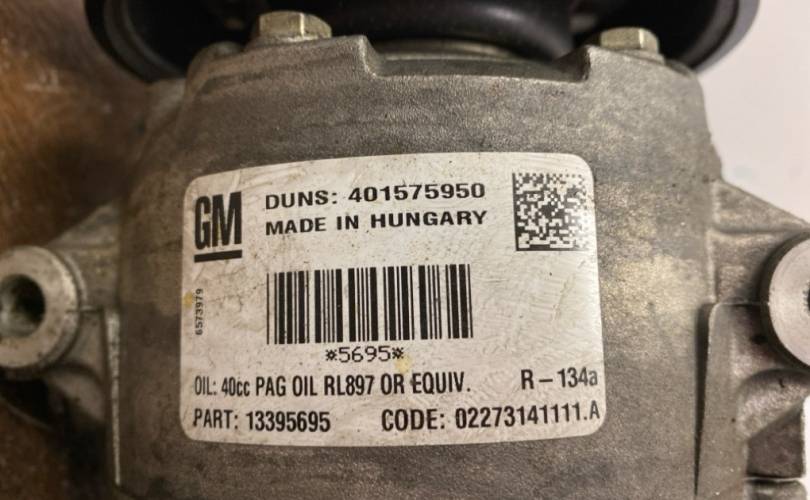 GM
DUNS: 401575950
MADE IN HUNGARY
6573979
*5695*
OIL: 40cc PAG OIL RL897 OR EQUIV. R-134a
PART: 13395695 CODE: 02273141111.A